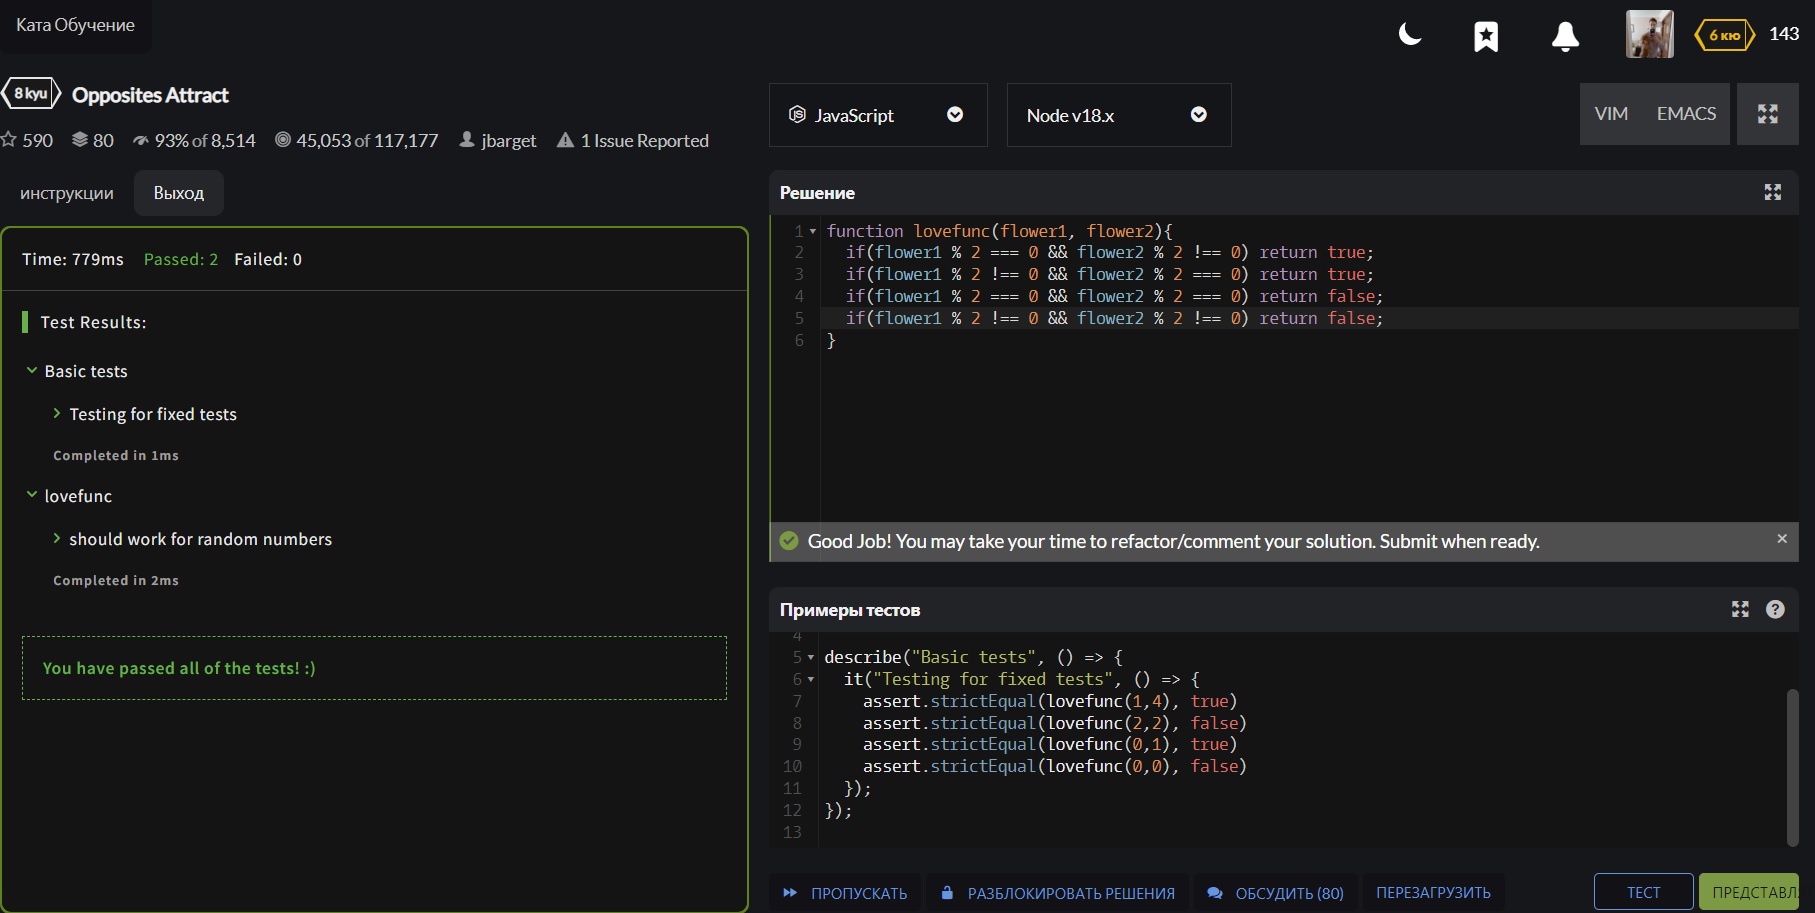 Ката Обучение
6 кю 143
8 kyu Opposites Attract
590 80 93% of 8,514 45,053 of 117,177 jbarget 1 Issue Reported
инструкции Выход
Time: 779ms Passed: 2 Failed: 0
Test Results:
Basic tests
Testing for fixed tests
Completed in 1ms
lovefunc
should work for random numbers
Completed in 2ms
You have passed all of the tests! :)
JavaScript Node v18.x VIM EMACS
Решение
1 function lovefunc(flower1, flower2){
2 if(flower1 % 2 === 0 && flower2 % 2 !== 0) return true;
3 if(flower1 % 2 !== 0 && flower2 % 2 === 0) return true;
4 if(flower1 % 2 === 0 && flower2 % 2 === 0) return false;
5 if(flower1 % 2 !== 0 && flower2 % 2 !== 0) return false;
6 }
Good Job! You may take your time to refactor/comment your solution. Submit when ready.
Примеры тестов
4
5 describe("Basic tests", () => {
6 it("Testing for fixed tests", () => {
7 assert.strictEqual(lovefunc(1,4), true)
8 assert.strictEqual(lovefunc(2,2), false)
9 assert.strictEqual(lovefunc(0,1), true)
10 assert.strictEqual(lovefunc(0,0), false)
11 });
12 });
13
ПРОПУСКАТЬ РАЗБЛОКИРОВАТЬ РЕШЕНИЯ ОБСУДИТЬ (80) ПЕРЕЗАГРУЗИТЬ ТЕСТ ПРЕДСТАВЛ